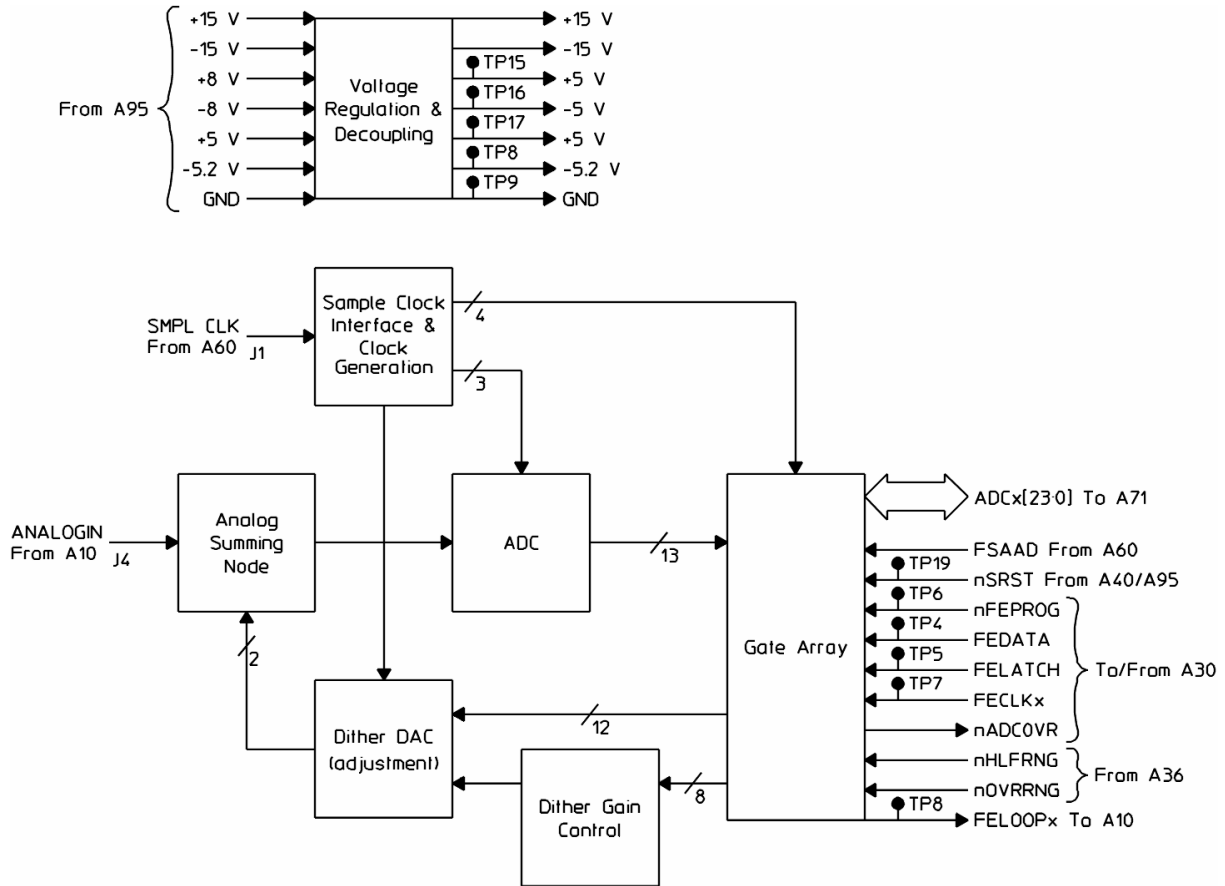 +15 V
-15 V
+8 V
-8 V
+5 V
-5.2 V
GND
From A95
Voltage
Regulation &
Decoupling
+15 V
-15 V
TP15
+5 V
TP16
-5 V
TP17
+5 V
TP8
-5.2 V
TP9
GND
SMPL CLK
From A60
J1
Sample Clock
Interface &
Clock
Generation
4
3
ANALOGIN
From A10
J4
Analog
Summing
Node
ADC
13
2
Dither DAC
(adjustment)
12
Dither Gain
Control
8
Gate Array
ADCx[23:0] To A71
FSAAD From A60
TP19
nSRST From A40/A95
TP6
nFEPROG
TP4
FEDATA
TP5
FELATCH
TP7
FECLKx
nADCOVR
To/From A30
nHLFRNG
nOVRRNG
From A36
TP8
FELOOPx To A10